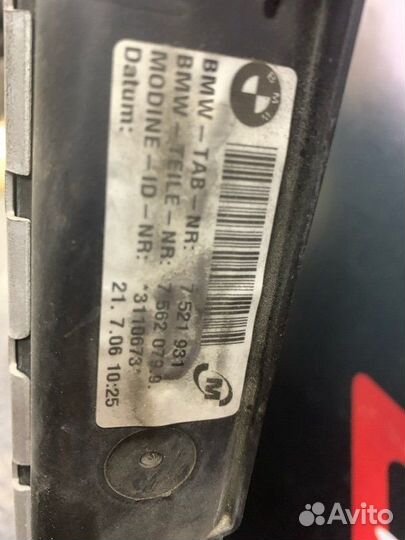 BMW
BMW-TAB-NR: 7 521 931
BMW-TEILE-NR: 7 562 079.9.
MODINE-ID-NR: *3110673*
Datum: 21. 7.06 10:25
M
Avito